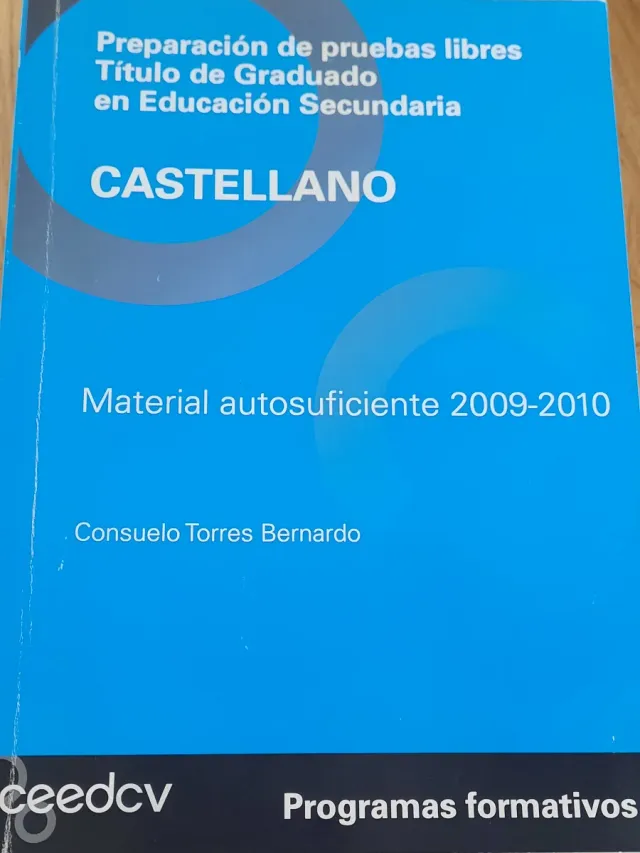 Preparación de pruebas libres
Título de Graduado
en Educación Secundaria
CASTELLANO
Material autosuficiente 2009-2010
Consuelo Torres Bernardo
ceedcv
Programas formativos